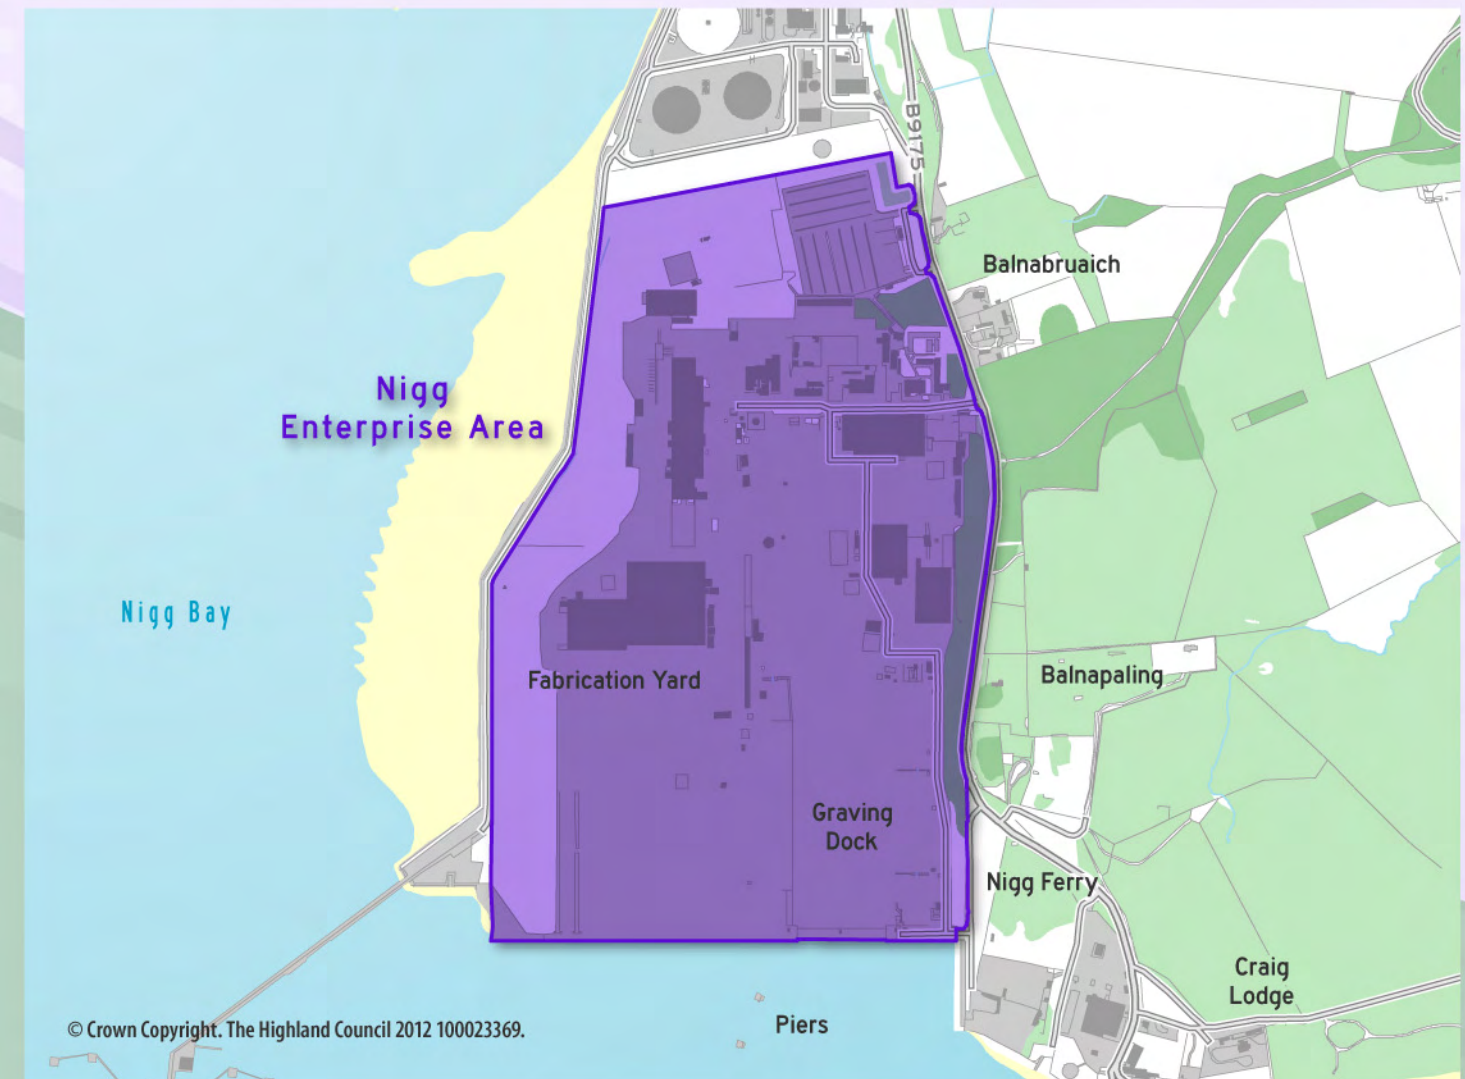 B9175
Balnabruaich
Nigg
Enterprise Area
Nigg Bay
Fabrication Yard
Balnapaling
Graving
Dock
Nigg Ferry
Craig
Lodge
Piers
© Crown Copyright. The Highland Council 2012 100023369.